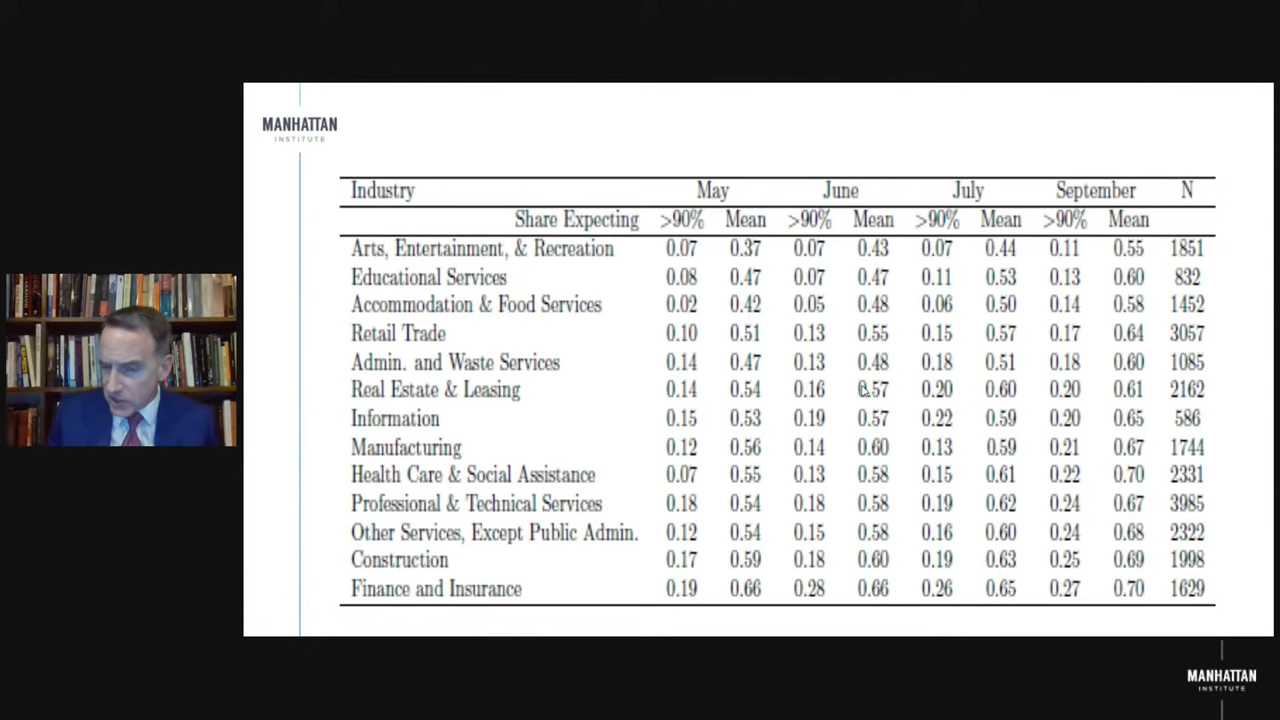 MANHATTAN
INSTITUTE
Industry May June July September N
Share Expecting >90% Mean >90% Mean >90% Mean >90% Mean
Arts, Entertainment, & Recreation 0.07 0.37 0.07 0.43 0.07 0.44 0.11 0.55 1851
Educational Services 0.08 0.47 0.07 0.47 0.11 0.53 0.13 0.60 832
Accommodation & Food Services 0.02 0.42 0.05 0.48 0.06 0.50 0.14 0.58 1452
Retail Trade 0.10 0.51 0.13 0.55 0.15 0.57 0.17 0.64 3057
Admin. and Waste Services 0.14 0.47 0.13 0.48 0.18 0.51 0.18 0.60 1085
Real Estate & Leasing 0.14 0.54 0.16 0.57 0.20 0.60 0.20 0.61 2162
Information 0.15 0.53 0.19 0.57 0.22 0.59 0.20 0.65 586
Manufacturing 0.12 0.56 0.14 0.60 0.13 0.59 0.21 0.67 1744
Health Care & Social Assistance 0.07 0.55 0.13 0.58 0.15 0.61 0.22 0.70 2331
Professional & Technical Services 0.18 0.54 0.18 0.58 0.19 0.62 0.24 0.67 3985
Other Services, Except Public Admin. 0.12 0.54 0.15 0.58 0.16 0.60 0.24 0.68 2322
Construction 0.17 0.59 0.18 0.60 0.19 0.63 0.25 0.69 1998
Finance and Insurance 0.19 0.66 0.28 0.66 0.26 0.65 0.27 0.70 1629
MANHATTAN
INSTITUTE